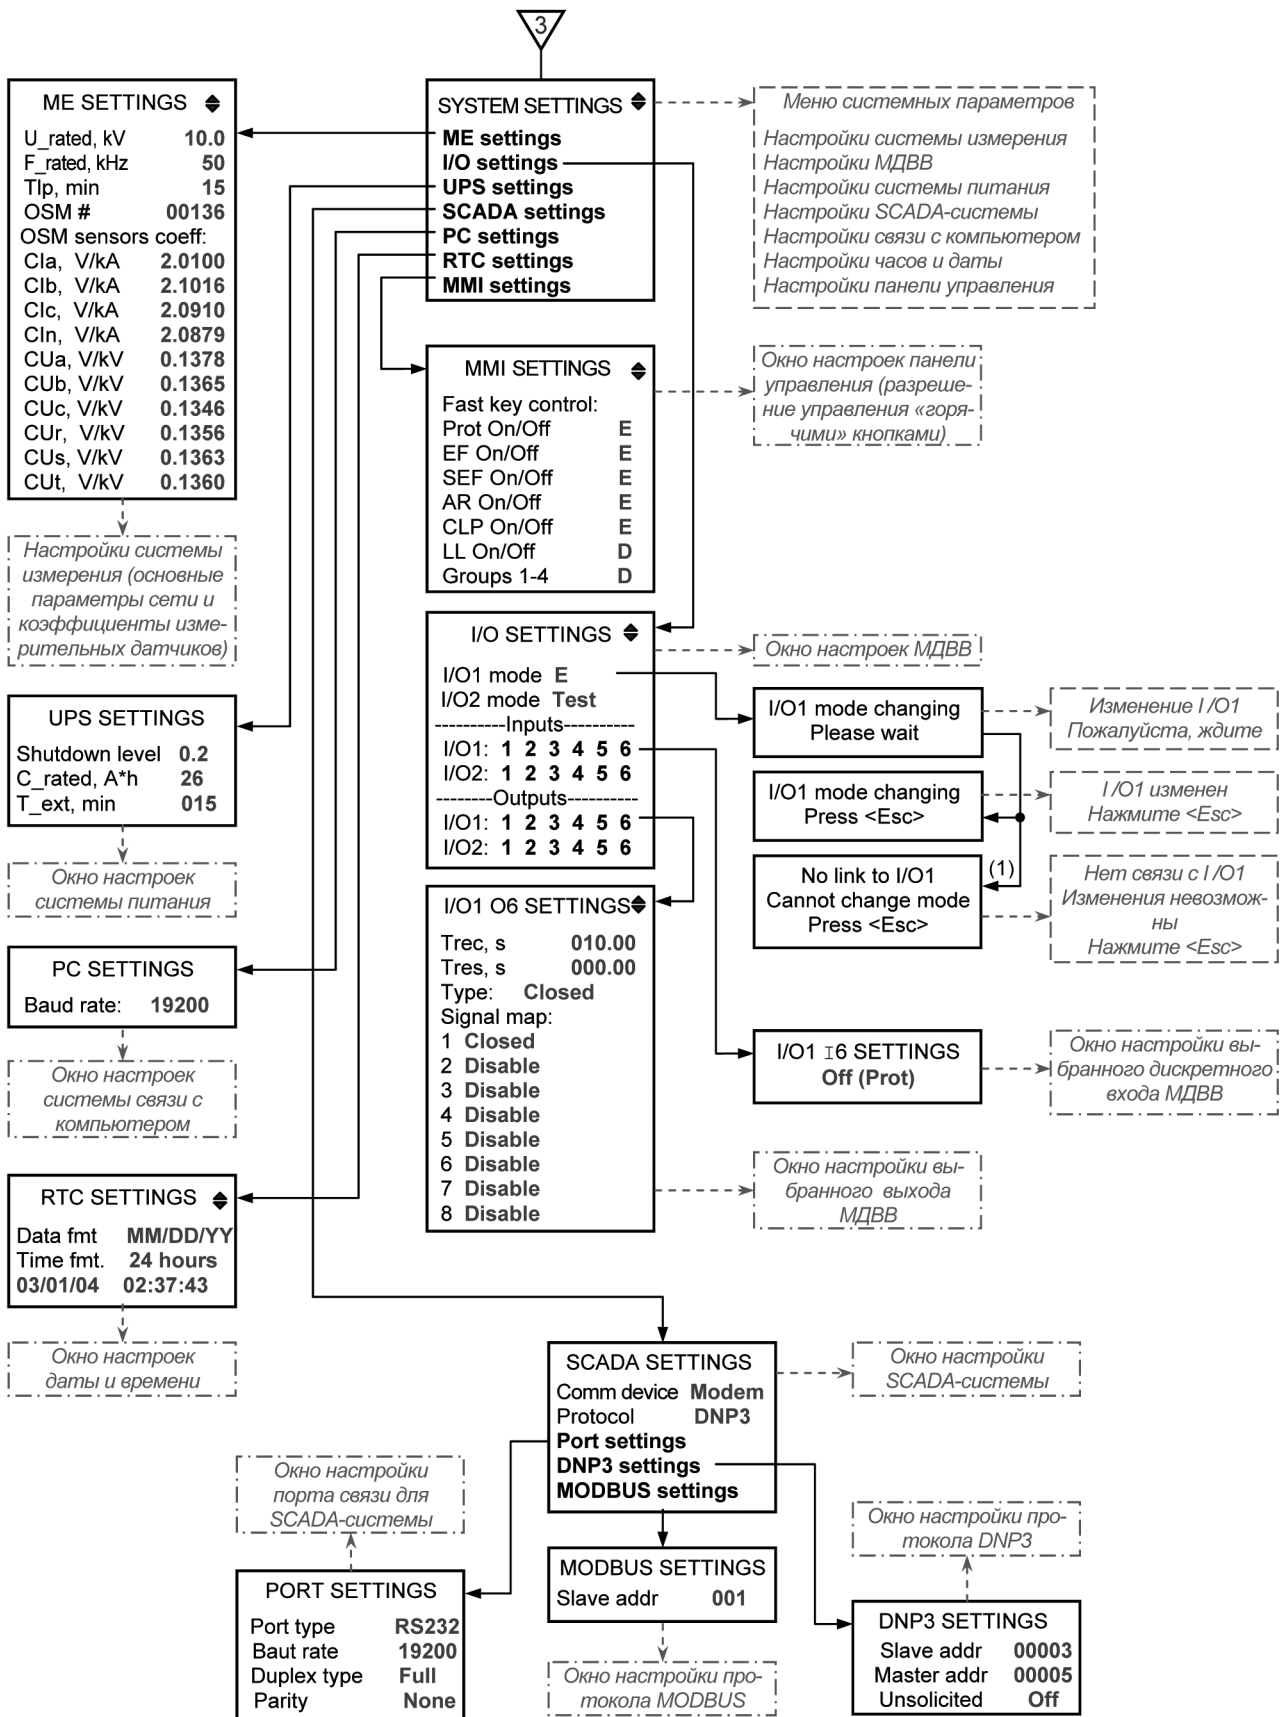 3
ME SETTINGS
U_rated, kV 10.0
F_rated, kHz 50
Tlp, min 15
OSM # 00136
OSM sensors coeff:
CIa, V/kA 2.0100
CIb, V/kA 2.1016
CIc, V/kA 2.0910
CIn, V/kA 2.0879
CUa, V/kV 0.1378
CUb, V/kV 0.1365
CUc, V/kV 0.1346
CUr, V/kV 0.1356
CUs, V/kV 0.1363
CUt, V/kV 0.1360
SYSTEM SETTINGS
ME settings
I/O settings
UPS settings
SCADA settings
PC settings
RTC settings
MMI settings
Меню системных параметров
Настройки системы измерения
Настройки МДВВ
Настройки системы питания
Настройки SCADA-системы
Настройки связи с компьютером
Настройки часов и даты
Настройки панели управления
MMI SETTINGS
Fast key control:
Prot On/Off E
EF On/Off E
SEF On/Off E
AR On/Off E
CLP On/Off E
LL On/Off D
Groups 1-4 D
Окно настроек панели
управления (разреше-
ние управления «горя-
чими» кнопками)
Настройки системы
измерения (основные
параметры сети и
коэффициенты изме-
рительных датчиков)
I/O SETTINGS
I/O1 mode E
I/O2 mode Test
----------Inputs----------
I/O1: 1 2 3 4 5 6
I/O2: 1 2 3 4 5 6
--------Outputs----------
I/O1: 1 2 3 4 5 6
I/O2: 1 2 3 4 5 6
Окно настроек МДВВ
I/O1 mode changing
Please wait
Изменение I /O1
Пожалуйста, ждите
I/O1 mode changing
Press <Esc>
I /O1 изменен
Нажмите <Esc>
(1)
No link to I/O1
Cannot change mode
Press <Esc>
Нет связи с I /O1
Изменения невозмож-
ны
Нажмите <Esc>
UPS SETTINGS
Shutdown level 0.2
C_rated, A*h 26
T_ext, min 015
Окно настроек
системы питания
I/O1 O6 SETTINGS
Trec, s 010.00
Tres, s 000.00
Type: Closed
Signal map:
1 Closed
2 Disable
3 Disable
4 Disable
5 Disable
6 Disable
7 Disable
8 Disable
PC SETTINGS
Baud rate: 19200
Окно настроек
системы связи с
компьютером
I/O1 I6 SETTINGS
Off (Prot)
Окно настройки вы-
бранного дискретного
входа МДВВ
Окно настройки вы-
бранного выхода
МДВВ
RTC SETTINGS
Data fmt MM/DD/YY
Time fmt. 24 hours
03/01/04 02:37:43
Окно настроек
даты и времени
SCADA SETTINGS
Comm device Modem
Protocol DNP3
Port settings
DNP3 settings
MODBUS settings
Окно настройки
SCADA-системы
Окно настройки
порта связи для
SCADA-системы
Окно настройки про-
токола DNP3
MODBUS SETTINGS
Slave addr 001
PORT SETTINGS
Port type RS232
Baut rate 19200
Duplex type Full
Parity None
DNP3 SETTINGS
Slave addr 00003
Master addr 00005
Unsolicited Off
Окно настройки про-
токола MODBUS